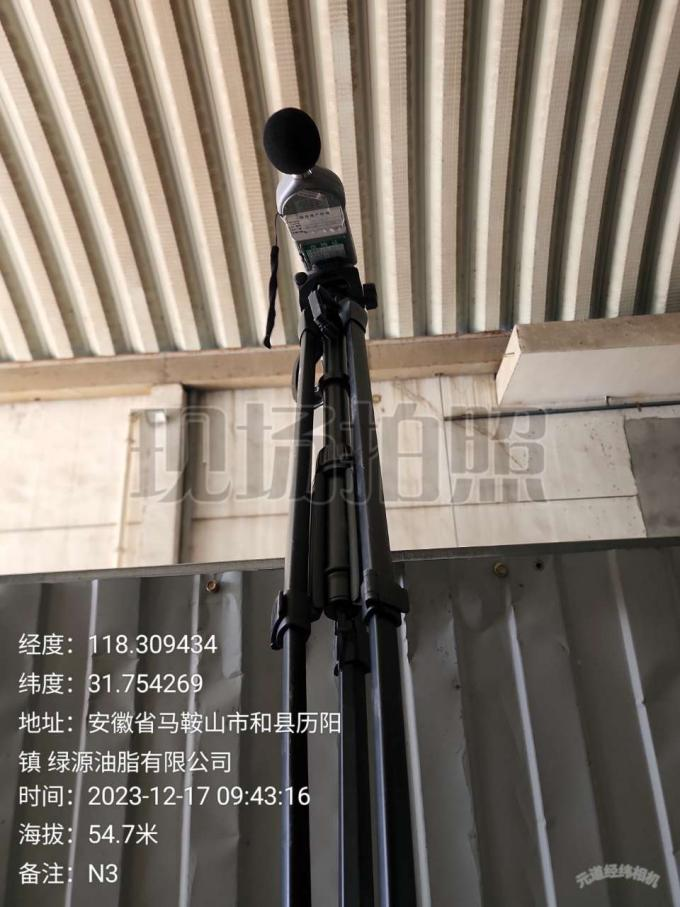 现场拍照
经度：118.309434
纬度：31.754269
地址：安徽省马鞍山市和县历阳
镇 绿源油脂有限公司
时间：2023-12-17 09:43:16
海拔：54.7米
备注：N3
元道经纬相机